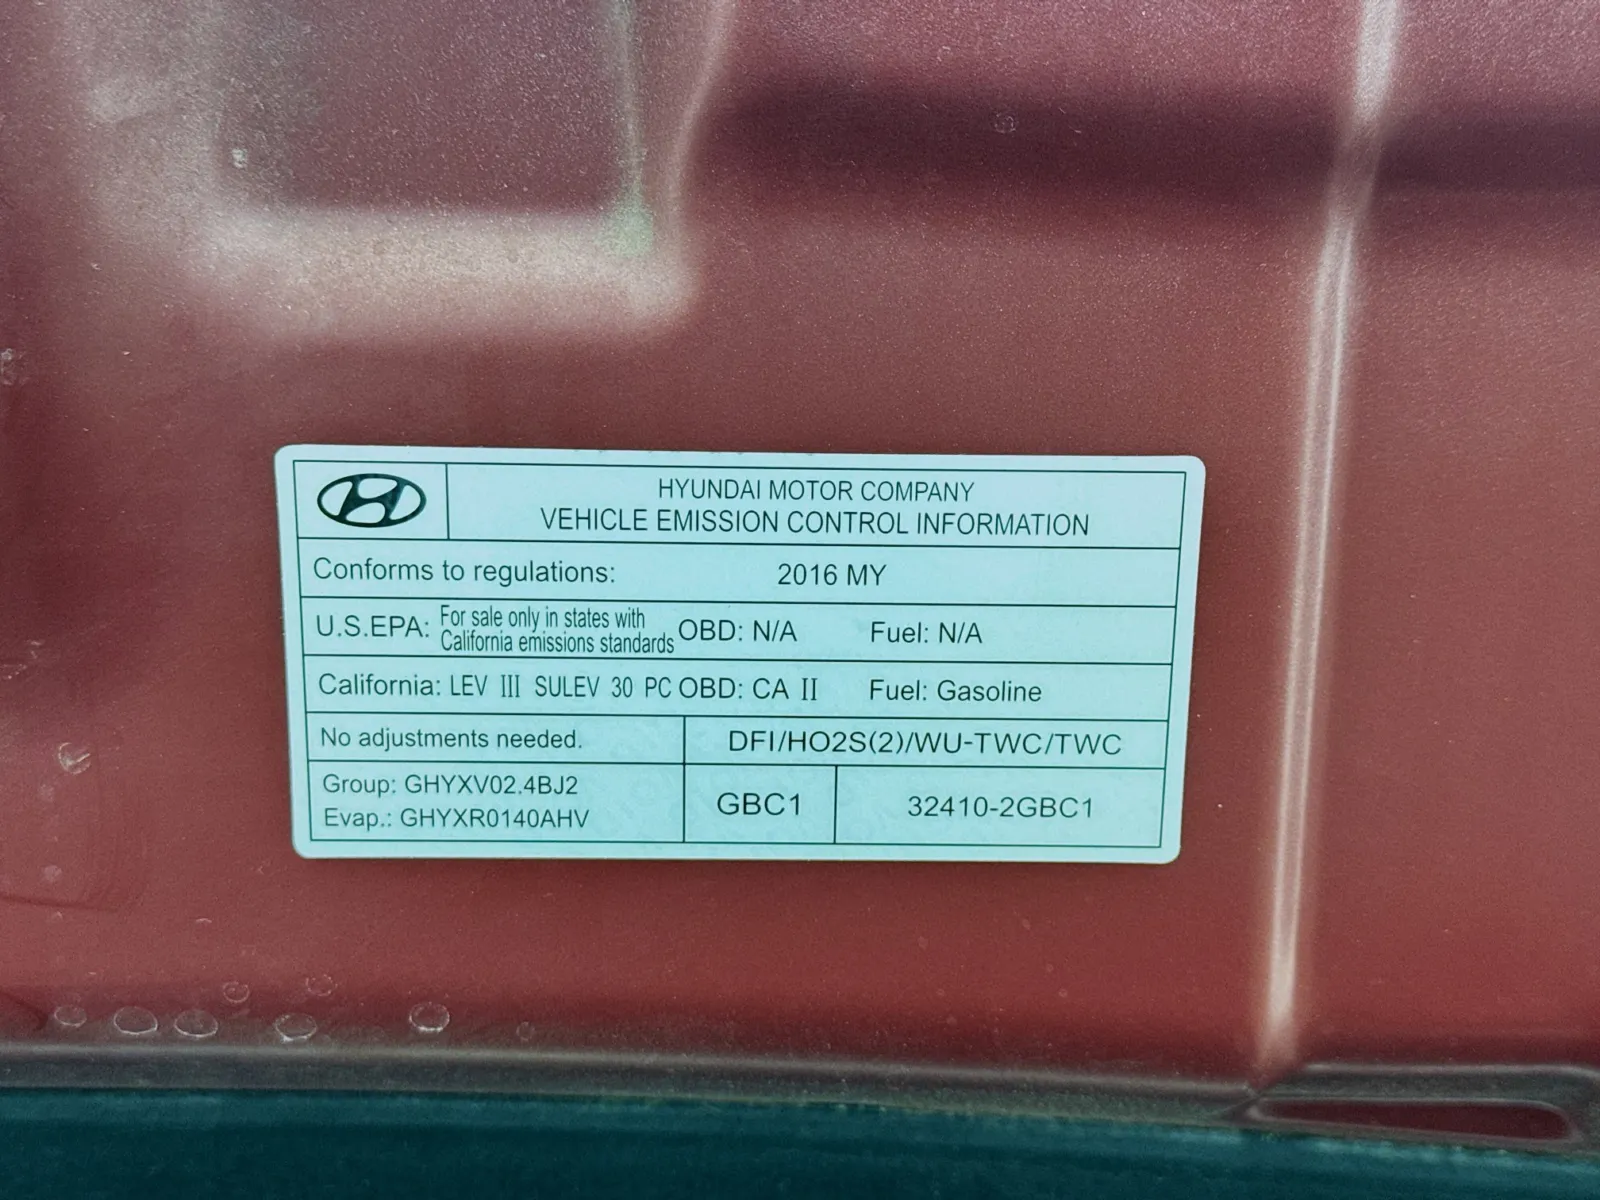 HYUNDAI MOTOR COMPANY
VEHICLE EMISSION CONTROL INFORMATION
Conforms to regulations: 2016 MY
U.S.EPA: For sale only in states with California emissions standards OBD: N/A Fuel: N/A
California: LEV III SULEV 30 PC OBD: CA II Fuel: Gasoline
No adjustments needed. DFI/HO2S(2)/WU-TWC/TWC
Group: GHYXV02.4BJ2
Evap.: GHYXR0140AHV
GBC1 32410-2GBC1